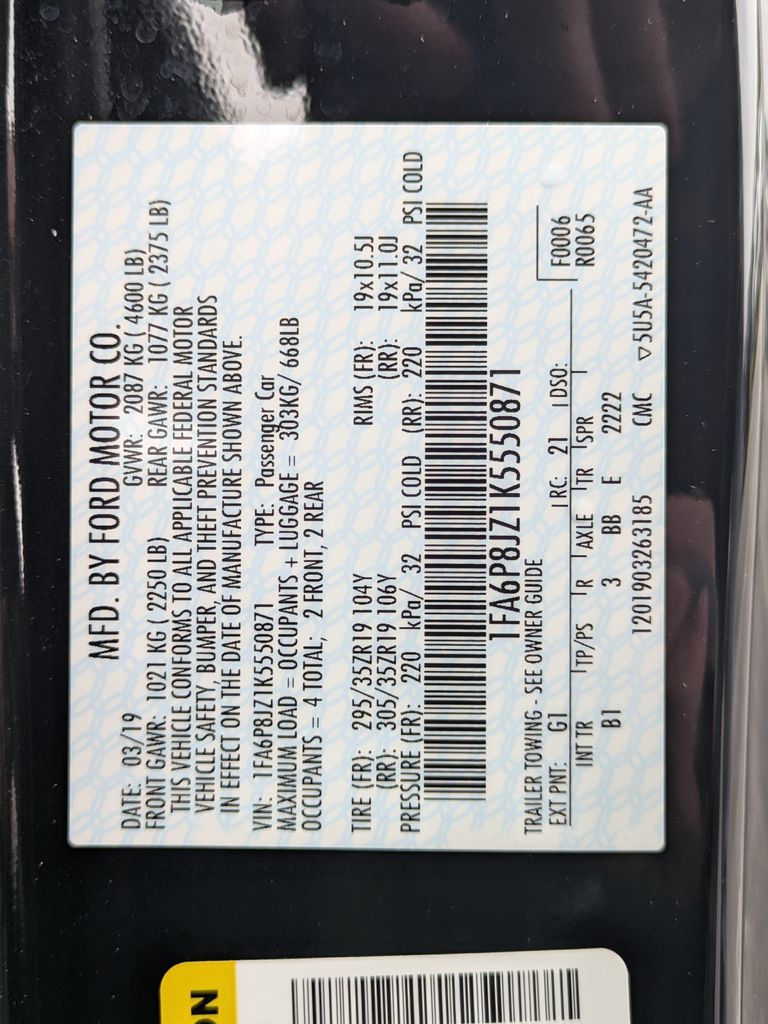 MFD. BY FORD MOTOR CO.
DATE: 03/19 GVWR: 2087 KG ( 4600 LB)
FRONT GAWR: 1021 KG ( 2250 LB) REAR GAWR: 1077 KG ( 2375 LB)
THIS VEHICLE CONFORMS TO ALL APPLICABLE FEDERAL MOTOR
VEHICLE SAFETY, BUMPER, AND THEFT PREVENTION STANDARDS
IN EFFECT ON THE DATE OF MANUFACTURE SHOWN ABOVE.
VIN: 1FA6P8JZ1K5550871 TYPE: Passenger Car
MAXIMUM LOAD = OCCUPANTS + LUGGAGE = 303KG/ 668LB
OCCUPANTS = 4 TOTAL; 2 FRONT, 2 REAR
TIRE (FR): 295/35ZR19 104Y RIMS (FR): 19x10.5J
(RR): 305/35ZR19 106Y (RR): 19x11.0J
PRESSURE (FR): 220 kPa/ 32 PSI COLD (RR): 220 kPa/ 32 PSI COLD
1FA6P8JZ1K5550871
TRAILER TOWING - SEE OWNER GUIDE F0006
EXT PNT: G1 RC: 21 DSO: R0065
INT TR TP/PS R AXLE TR SPR
B1 3 BB E 2222
1201903263185 CMC ▽5U5A-5420472-AA
ON